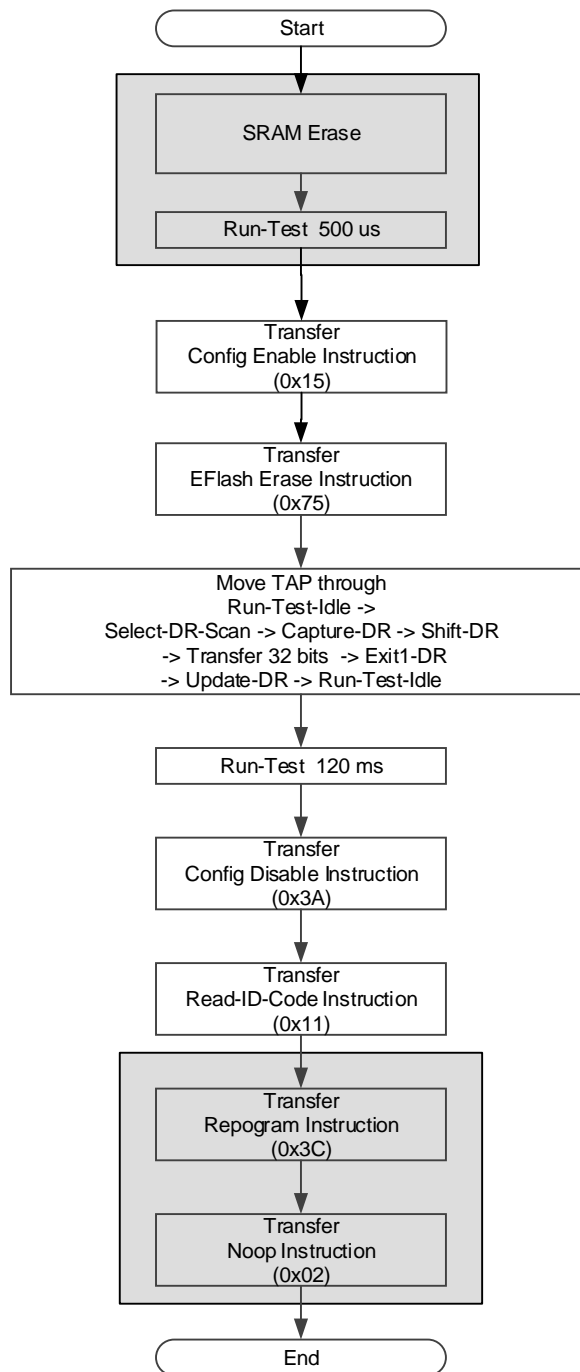 Start
SRAM Erase
Run-Test 500 us
Transfer
Config Enable Instruction
(0x15)
Transfer
EFlash Erase Instruction
(0x75)
Move TAP through
Run-Test-Idle ->
Select-DR-Scan -> Capture-DR -> Shift-DR
-> Transfer 32 bits -> Exit1-DR
-> Update-DR -> Run-Test-Idle
Run-Test 120 ms
Transfer
Config Disable Instruction
(0x3A)
Transfer
Read-ID-Code Instruction
(0x11)
Transfer
Repogram Instruction
(0x3C)
Transfer
Noop Instruction
(0x02)
End